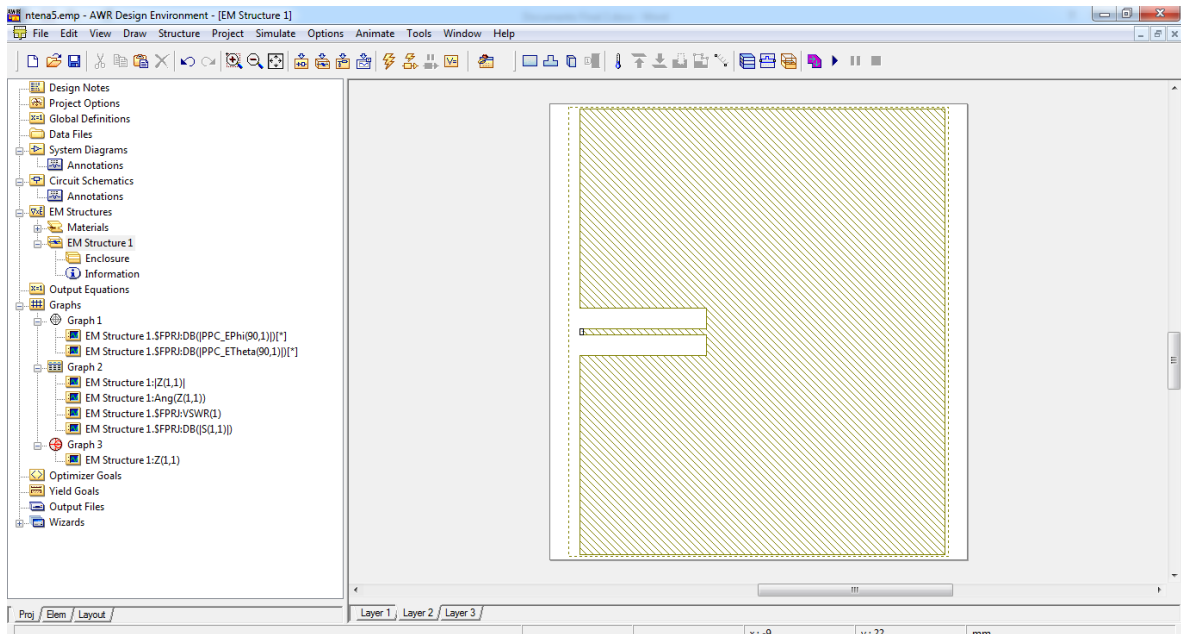 ntena5.emp - AWR Design Environment - [EM Structure 1]
File Edit View Draw Structure Project Simulate Options Animate Tools Window Help
Design Notes
Project Options
Global Definitions
Data Files
System Diagrams
Annotations
Circuit Schematics
Annotations
EM Structures
Materials
EM Structure 1
Enclosure
Information
Output Equations
Graphs
Graph 1
EM Structure 1.$FPRJ:DB(|PPC_EPhi(90,1)|)[*]
EM Structure 1.$FPRJ:DB(|PPC_ETheta(90,1)|)[*]
Graph 2
EM Structure 1:|Z(1,1)|
EM Structure 1:Ang(Z(1,1))
EM Structure 1.$FPRJ:VSWR(1)
EM Structure 1.$FPRJ:DB(|S(1,1)|)
Graph 3
EM Structure 1:Z(1,1)
Optimizer Goals
Yield Goals
Output Files
Wizards
Proj Elem Layout
Layer 1 Layer 2 Layer 3
x: -9 y: 22 mm